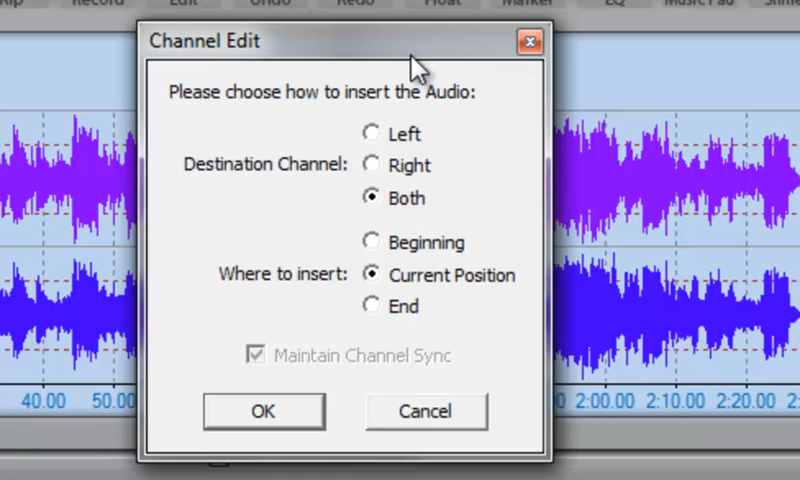 Record Edit Undo Redo Float Marker EQ Music Pad
Channel Edit
Please choose how to insert the Audio:
Left
Destination Channel: Right
Both
Beginning
Where to insert: Current Position
End
Maintain Channel Sync
OK Cancel
40.00 50.00 2:00.00 2:10.00 2:20.00